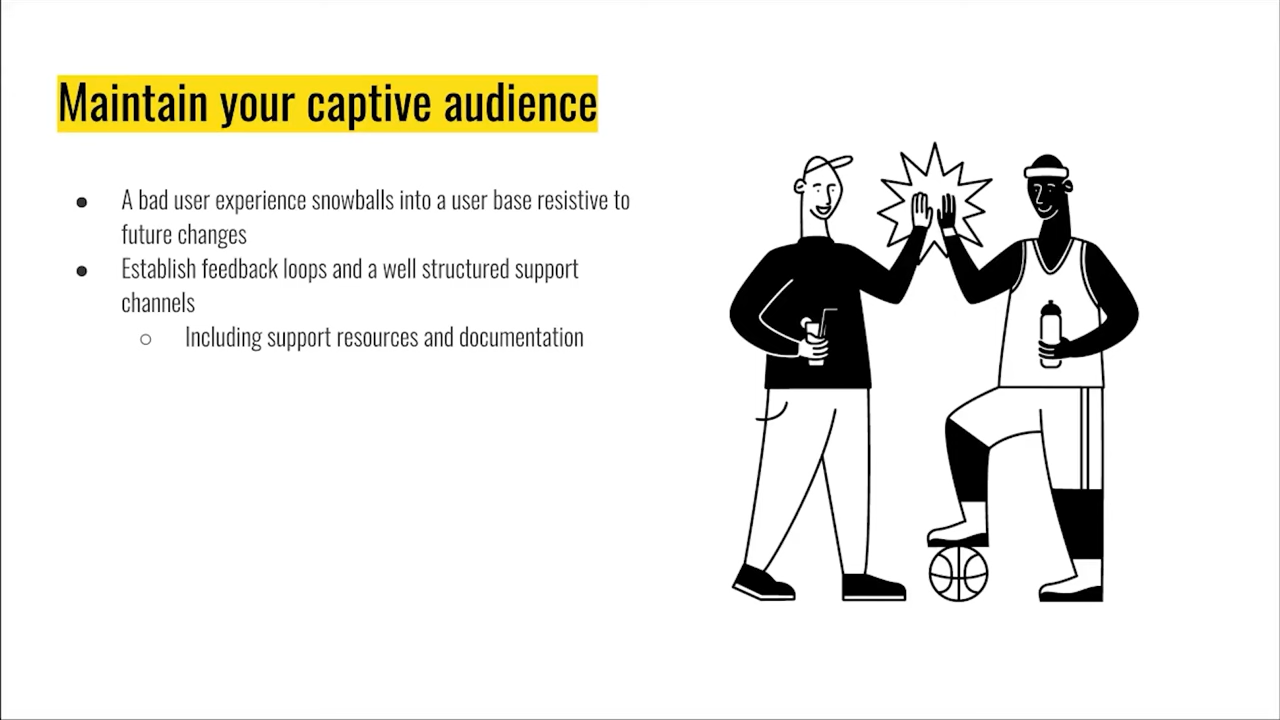 Maintain your captive audience
● A bad user experience snowballs into a user base resistive to
future changes
● Establish feedback loops and a well structured support
channels
○ Including support resources and documentation